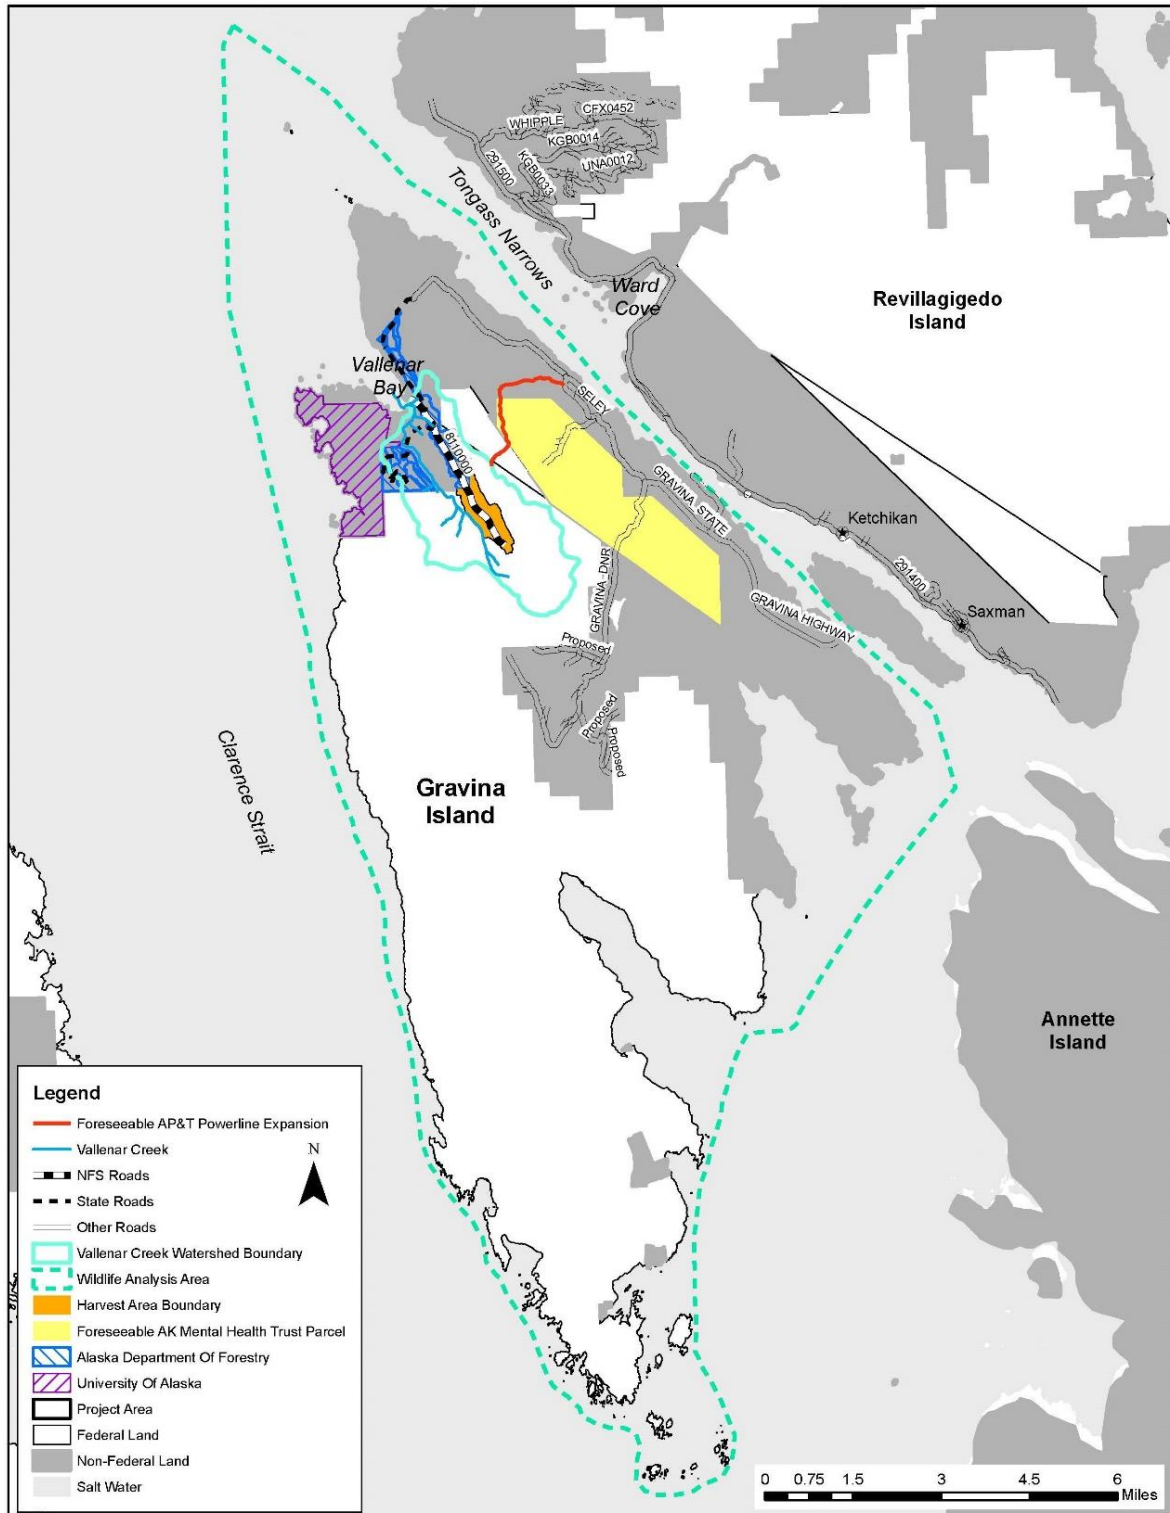 CFX0452
WHIPPLE
KGB0014
291500
KGB0033
UNA0012
Tongass Narrows
Ward
Cove
Revillagigedo
Island
Vallenar
Bay
SELEY
8110000
GRAVINA_STATE
Ketchikan
291400
Saxman
GRAVINA-DNR
GRAVINA HIGHWAY
Proposed
Proposed
Proposed
Clarence Strait
Gravina
Island
Annette
Island
Legend
Foreseeable AP&T Powerline Expansion
Vallenar Creek
N
NFS Roads
State Roads
Other Roads
Vallenar Creek Watershed Boundary
Wildlife Analysis Area
Harvest Area Boundary
Foreseeable AK Mental Health Trust Parcel
Alaska Department Of Forestry
University Of Alaska
Project Area
Federal Land
Non-Federal Land
Salt Water
0 0.75 1.5 3 4.5 6
Miles